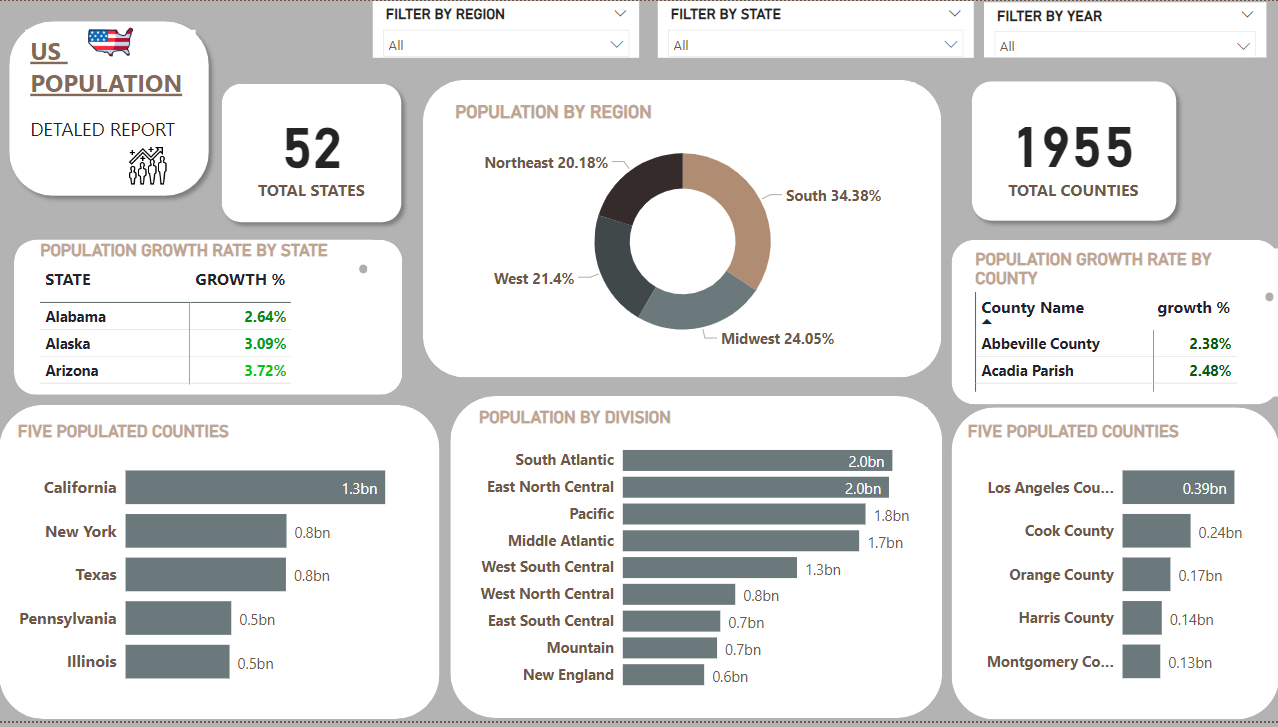 FILTER BY REGION
All
FILTER BY STATE
All
FILTER BY YEAR
All
US
POPULATION
DETALED REPORT
52
TOTAL STATES
POPULATION BY REGION
Northeast 20.18%
South 34.38%
West 21.4%
Midwest 24.05%
1955
TOTAL COUNTIES
POPULATION GROWTH RATE BY STATE
STATE GROWTH %
Alabama 2.64%
Alaska 3.09%
Arizona 3.72%
POPULATION GROWTH RATE BY
COUNTY
County Name growth %
Abbeville County 2.38%
Acadia Parish 2.48%
FIVE POPULATED COUNTIES
California 1.3bn
New York 0.8bn
Texas 0.8bn
Pennsylvania 0.5bn
Illinois 0.5bn
POPULATION BY DIVISION
South Atlantic 2.0bn
East North Central 2.0bn
Pacific 1.8bn
Middle Atlantic 1.7bn
West South Central 1.3bn
West North Central 0.8bn
East South Central 0.7bn
Mountain 0.7bn
New England 0.6bn
FIVE POPULATED COUNTIES
Los Angeles Cou... 0.39bn
Cook County 0.24bn
Orange County 0.17bn
Harris County 0.14bn
Montgomery Co... 0.13bn